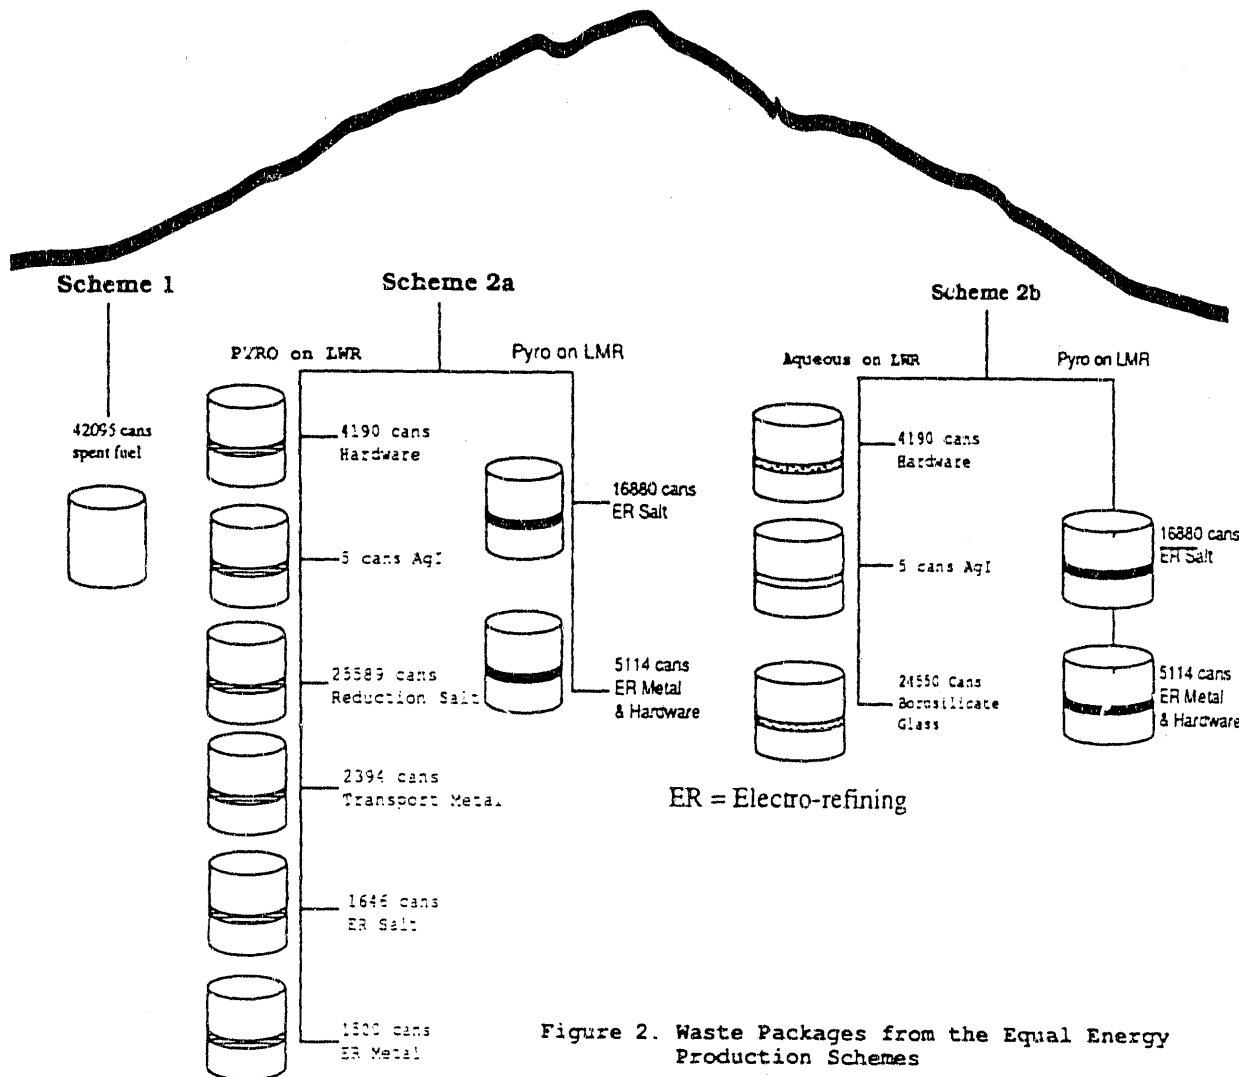 Scheme 1
42095 cans
spent fuel
Scheme 2a
PYRO on LWR
Pyro on LMR
4190 cans
Hardware
5 cans AgI
Reduction Salt
2394 cans
Transport Metal
1646 cans
ER Salt
cans
ER Metal
16880 cans
ER Salt
5114 cans
ER Metal
& Hardware
Scheme 2b
Aqueous on LWR
Pyro on LMR
4190 cans
Hardware
5 cans AgI
24550 Cans
Borosilicate
Glass
16880 cans
ER Salt
5114 cans
ER Metal
& Hardware
ER = Electro-refining
Figure 2. Waste Packages from the Equal Energy
Production Schemes